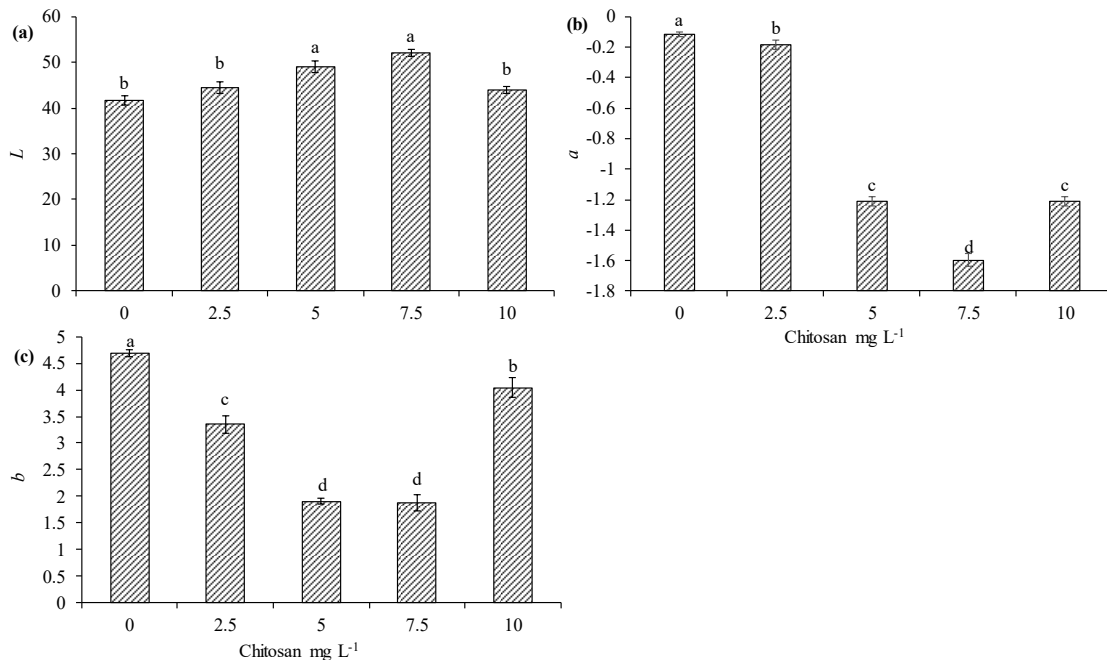 (a)
60
50
40
30
20
10
0
L
b
b
a
a
b
0 2.5 5 7.5 10
(b)
0
-0.2
-0.4
-0.6
-0.8
-1
-1.2
-1.4
-1.6
-1.8
a
a
b
c
d
c
0 2.5 5 7.5 10
Chitosan mg L⁻¹
(c)
5
4.5
4
3.5
3
2.5
2
1.5
1
0.5
0
b
a
c
d
d
b
0 2.5 5 7.5 10
Chitosan mg L⁻¹